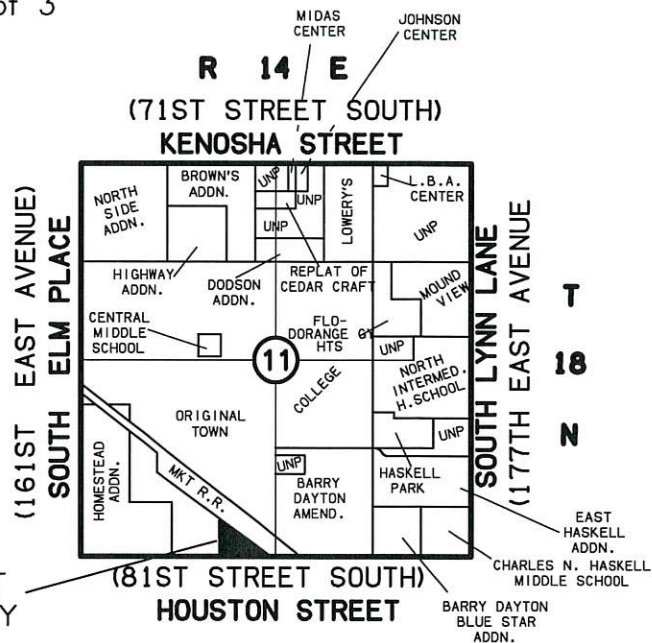 of 3
MIDAS
CENTER
JOHNSON
CENTER
R 14 E
(71ST STREET SOUTH)
KENOSHA STREET
(161ST EAST AVENUE)
SOUTH ELM PLACE
NORTH
SIDE
ADDN.
BROWN'S
ADDN.
UNP
UNP
UNP
LOWERY'S
L.B.A.
CENTER
UNP
HIGHWAY
ADDN.
DODSON
ADDN.
REPLAT OF
CEDAR CRAFT
MOUND
VIEW
CENTRAL
MIDDLE
SCHOOL
FLO-
DORANGE
HTS
11
UNP
NORTH
INTERMED.
H.SCHOOL
COLLEGE
ORIGINAL
TOWN
MKT R.R.
HOMESTEAD
ADDN.
UNP
BARRY
DAYTON
AMEND.
HASKELL
PARK
UNP
SOUTH LYNN LANE
(177TH EAST AVENUE
T
18
N
EAST
HASKELL
ADDN.
CHARLES N. HASKELL
MIDDLE SCHOOL
BARRY DAYTON
BLUE STAR
ADDN.
(81ST STREET SOUTH)
HOUSTON STREET